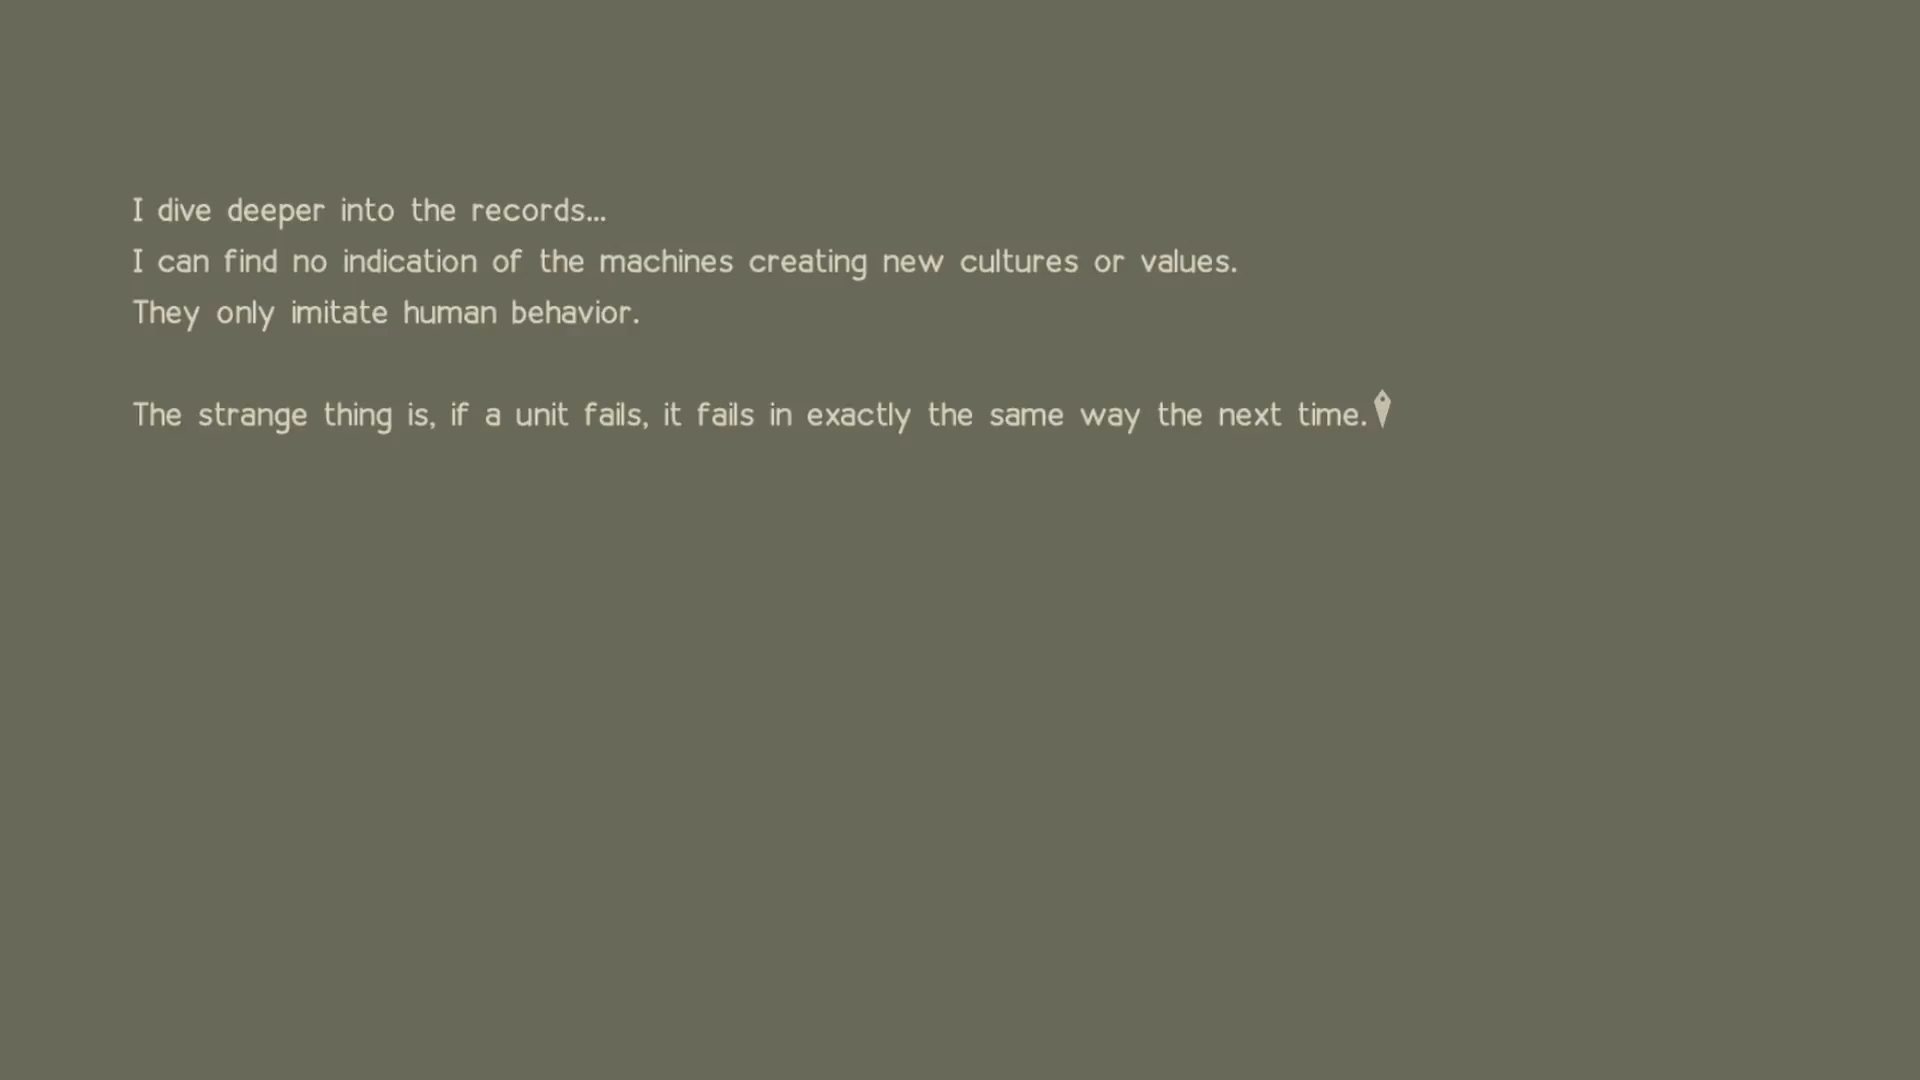 I dive deeper into the records...
I can find no indication of the machines creating new cultures or values.
They only imitate human behavior.
The strange thing is, if a unit fails, it fails in exactly the same way the next time.